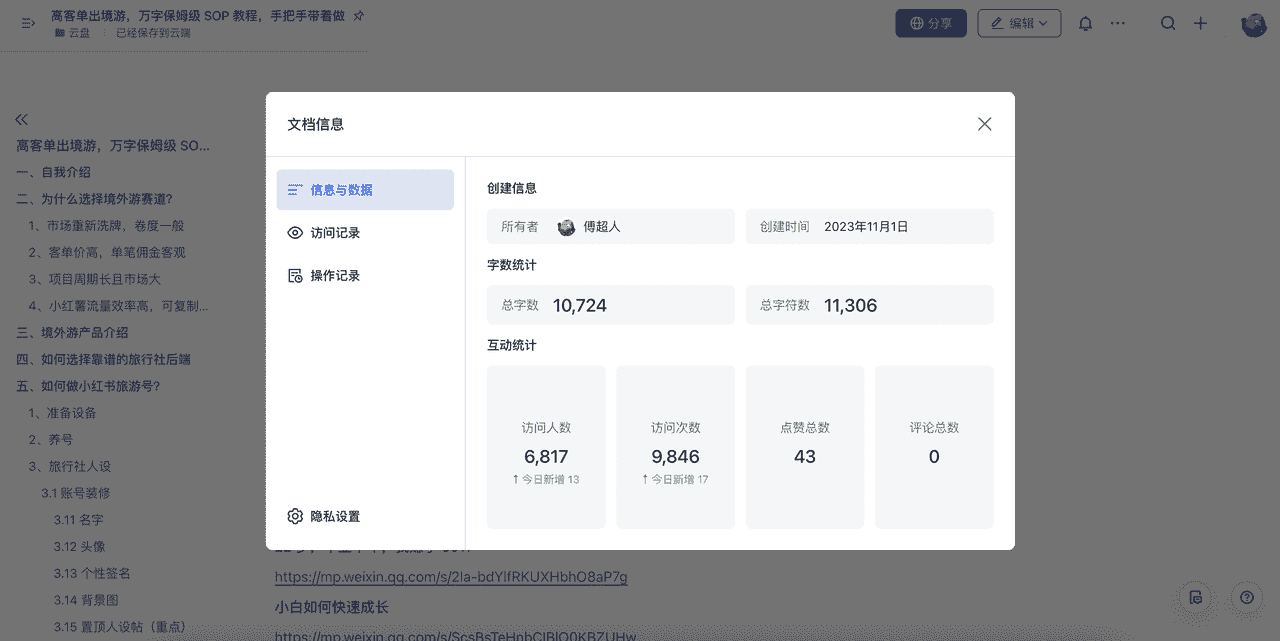 高客单出境游，万字保姆级 SOP 教程，手把手带着做
云盘
已经保存到云端
分享
编辑
高客单出境游，万字保姆级 SO...
一、自我介绍
二、为什么选择境外游赛道?
1、市场重新洗牌，卷度一般
2、客单价高，单笔佣金客观
3、项目周期长且市场大
4、小红薯流量效率高，可复制...
三、境外游产品介绍
四、如何选择靠谱的旅行社后端
五、如何做小红书旅游号?
1、准备设备
2、养号
3、旅行社人设
3.1 账号装修
3.11 名字
3.12 头像
3.13 个性签名
3.14 背景图
3.15 置顶人设帖（重点）
文档信息
信息与数据
访问记录
操作记录
隐私设置
创建信息
所有者 傅超人
创建时间 2023年11月1日
字数统计
总字数 10,724
总字符数 11,306
互动统计
访问人数
6,817
↑ 今日新增 13
访问次数
9,846
↑ 今日新增 17
点赞总数
43
评论总数
0
https://mp.weixin.qq.com/s/2la-bdYlfRKUXHbhO8aP7g
小白如何快速成长